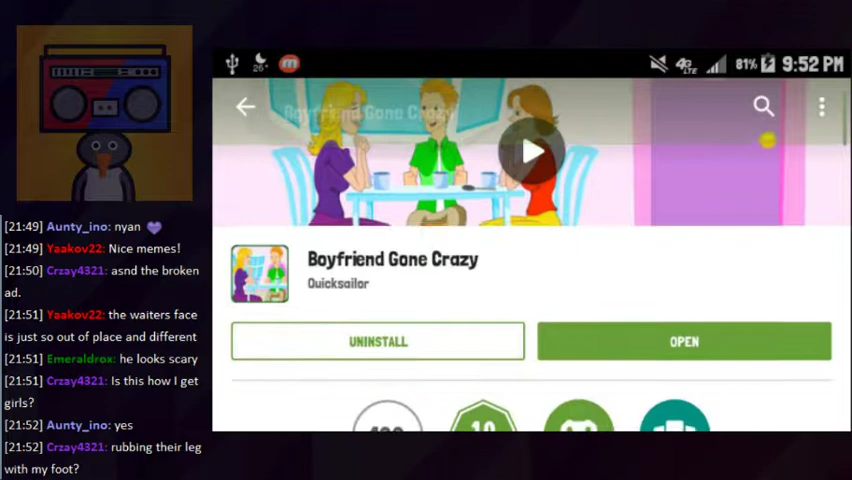 26°
4G
LTE
81%
9:52 PM
Boyfriend Gone Crazy
Boyfriend Gone Crazy
Quicksailor
UNINSTALL
OPEN
[21:49] Aunty_ino: nyan
[21:49] Yaakov22: Nice memes!
[21:50] Crzay4321: asnd the broken
ad.
[21:51] Yaakov22: the waiters face
is just so out of place and different
[21:51] Emeraldrox: he looks scary
[21:51] Crzay4321: Is this how I get
girls?
[21:52] Aunty_ino: yes
[21:52] Crzay4321: rubbing their leg
with my foot?